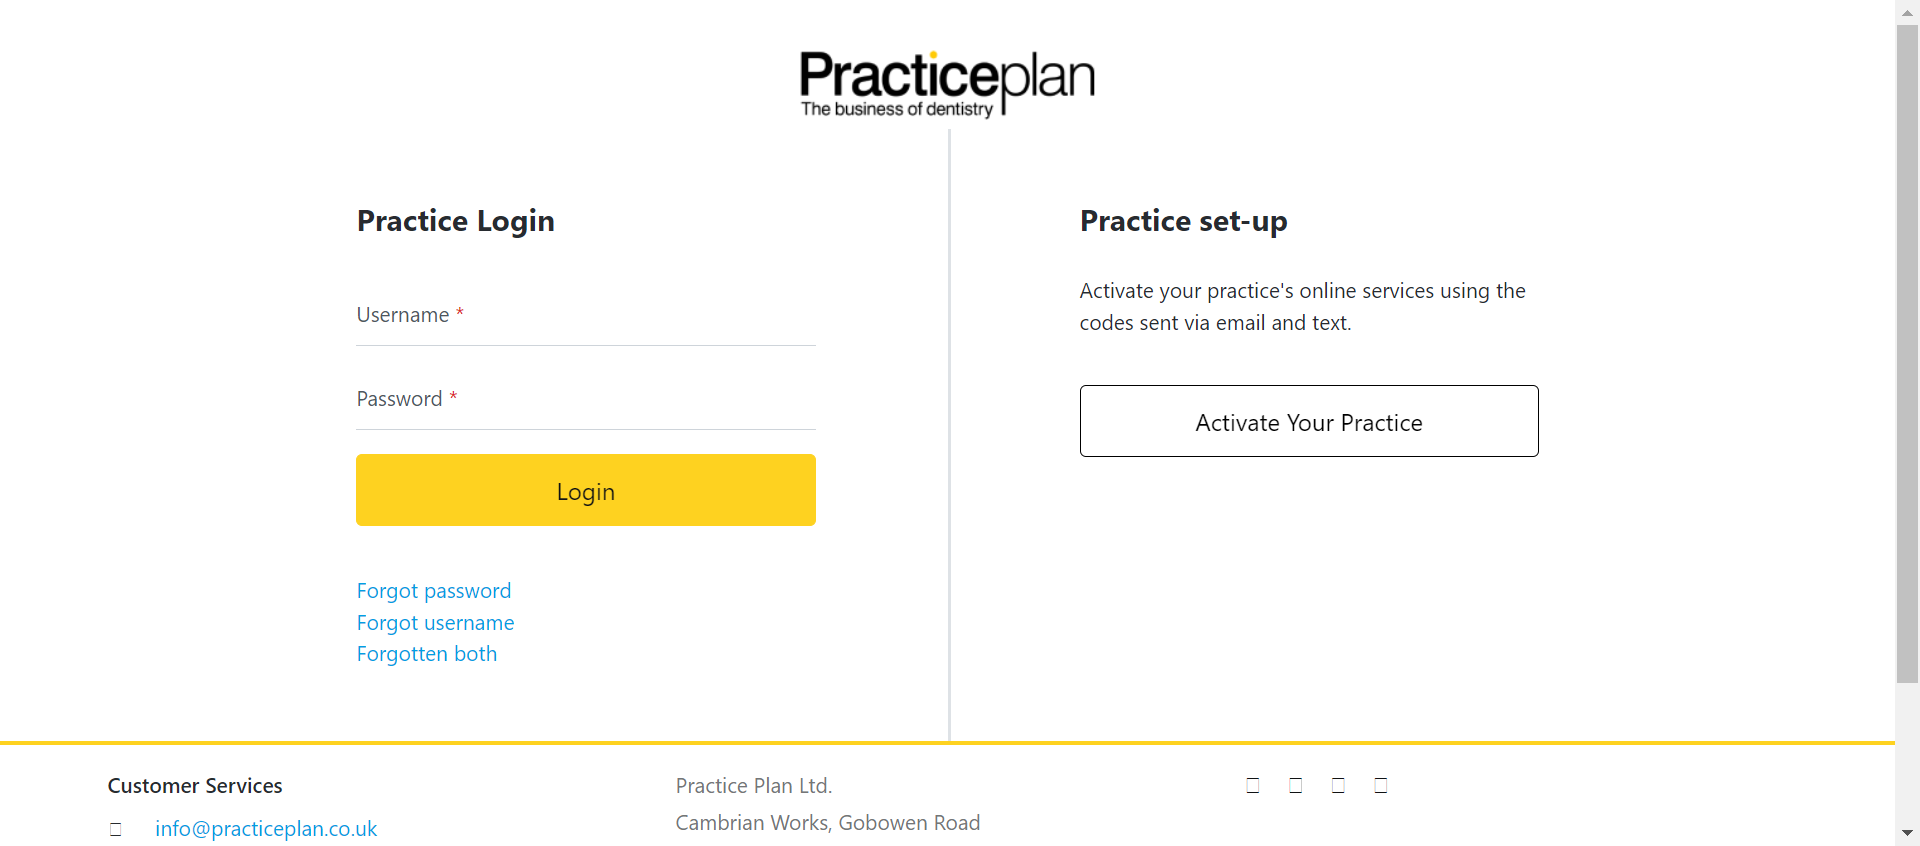 Practiceplan
The business of dentistry
Practice Login
Username *
Password *
Login
Forgot password
Forgot username
Forgotten both
Practice set-up
Activate your practice's online services using the
codes sent via email and text.
Activate Your Practice
Customer Services
info@practiceplan.co.uk
Practice Plan Ltd.
Cambrian Works, Gobowen Road